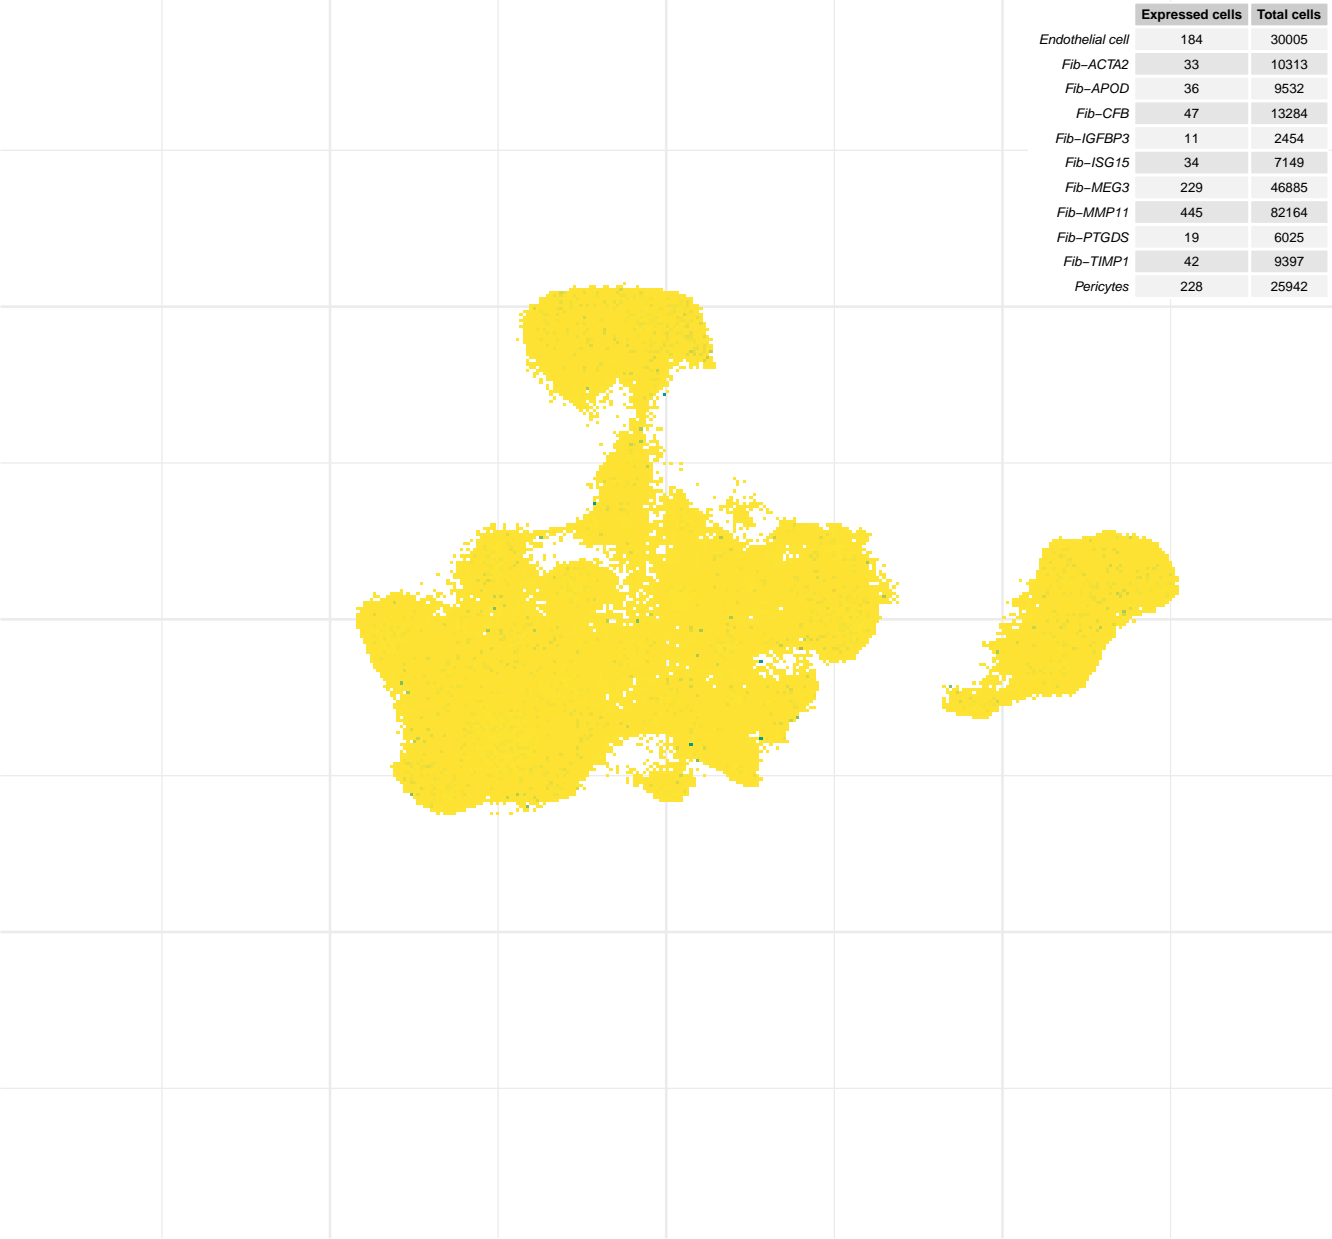 Expressed cells Total cells
Endothelial cell 184 30005
Fib−ACTA2 33 10313
Fib−APOD 36 9532
Fib−CFB 47 13284
Fib−IGFBP3 11 2454
Fib−ISG15 34 7149
Fib−MEG3 229 46885
Fib−MMP11 445 82164
Fib−PTGDS 19 6025
Fib−TIMP1 42 9397
Pericytes 228 25942